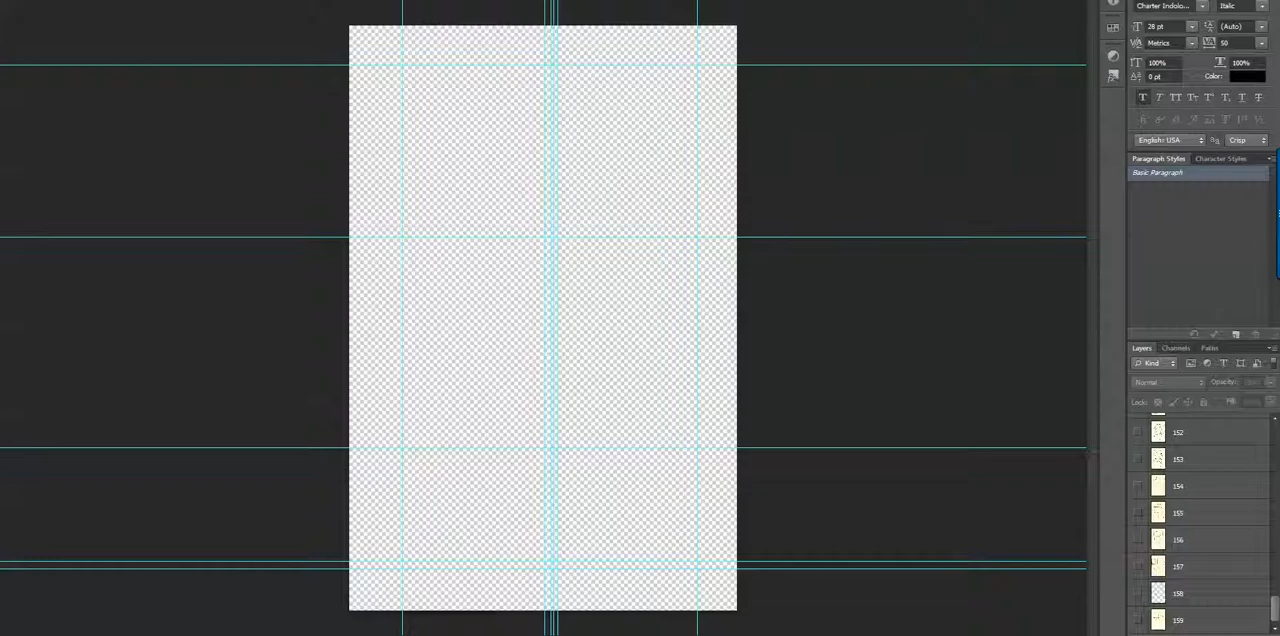 Charter Indolo... Italic
28 pt (Auto)
Metrics 50
100% 100%
0 pt Color:
English: USA Crisp
Paragraph Styles Character Styles
Basic Paragraph
Layers Channels Paths
Kind
Normal Opacity:
Lock:
152
153
154
155
156
157
158
159